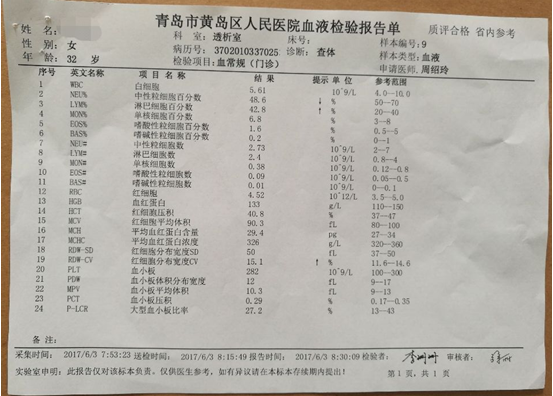 青岛市黄岛区人民医院血液检验报告单
质评合格 省内参考
姓名:
科 室: 透析室 床号: 样本编号: 9
性别: 女 病历号: 3702010337025 诊断: 查体 样本类型: 血液
年龄: 32 岁 检验项目: 血常规(门诊) 申请医师. 周绍玲
序号 英文名称 项 目 名 称 结 果 提示 单 位 参考范围
1 WBC 白细胞 5.61 10^9/L 4.0--10.0
2 NEU% 中性粒细胞百分数 48.6 ↓ % 50--70
3 LYM% 淋巴细胞百分数 42.8 ↑ % 20--40
4 MON% 单核细胞百分数 6.8 % 3--8
5 EOS% 嗜酸性粒细胞百分数 1.6 % 0.5--5
6 BAS% 嗜碱性粒细胞百分数 0.2 % 0--1
7 NEU# 中性粒细胞数 2.73 10^9/L 2--7
8 LYM# 淋巴细胞数 2.4 10^9/L 0.8--4
9 MON# 单核细胞数 0.38 10^9/L 0.12--0.8
10 EOS# 嗜酸性粒细胞数 0.09 10^9/L 0.05--0.5
11 BAS# 嗜碱性粒细胞数 0.01 10^9/L 0--0.1
12 RBC 红细胞 4.52 10^12/L 3.5--5.0
13 HGB 血红蛋白 133 g/L 110--150
14 HCT 红细胞压积 40.8 % 37--47
15 MCV 红细胞平均体积 90.3 fL 80--100
16 MCH 平均血红蛋白含量 29.4 pg 27--34
17 MCHC 平均血红蛋白浓度 326 g/L 320--360
18 RDW-SD 红细胞分布宽度SD 50 fL 37--50
19 RDW-CV 红细胞分布宽度CV 15.1 ↑ % 11.6--14.6
20 PLT 血小板 282 10^9/L 100--300
21 PDW 血小板体积分布宽度 12 fL 9--17
22 MPV 血小板平均体积 10.3 fL 9--13
23 PCT 血小板压积 0.29 % 0.17--0.35
24 P-LCR 大型血小板比率 27.2 % 13--43
备 注:
采集时间: 2017/6/3 7:53:23 送检时间: 2017/6/3 8:15:49 报告时间: 2017/6/3 8:30:09 检验者: 审核者:
实验室申明: 此报告仅对该标本负责。仅供医生参考, 如有异议请在本标本存续期内提出! 第 1 页, 共 1 页